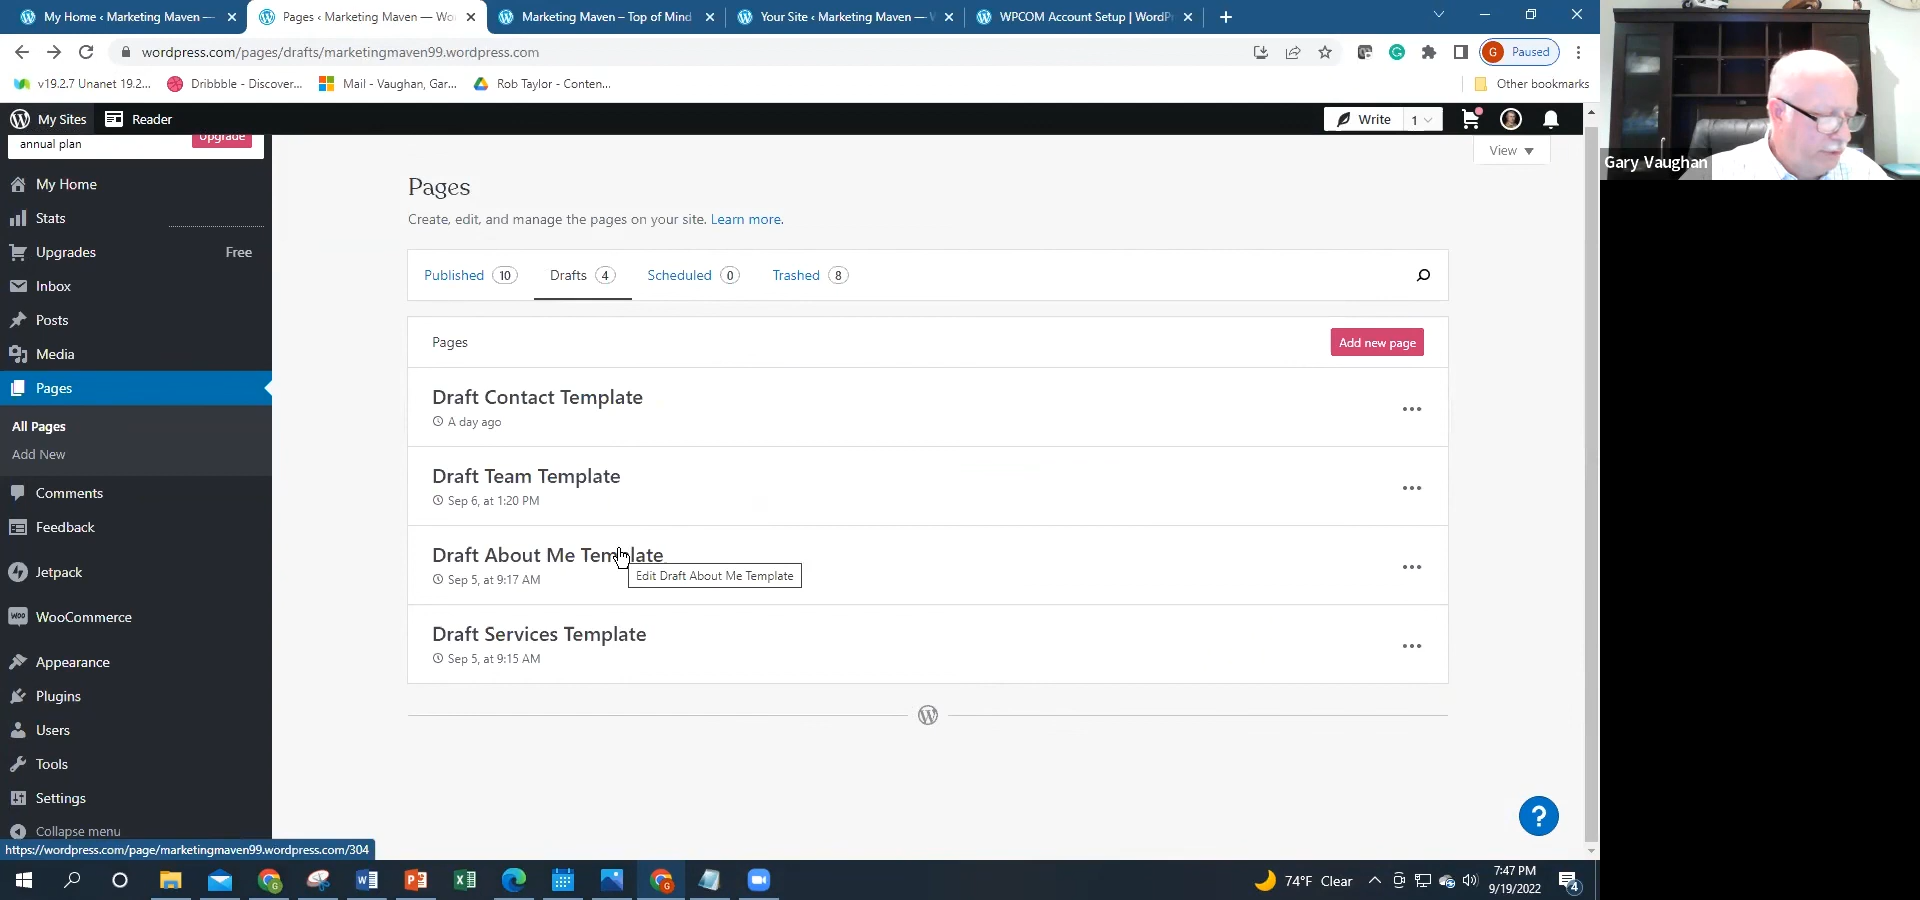 My Home ‹ Marketing Maven —
Pages ‹ Marketing Maven — Wo
Marketing Maven – Top of Mind
Your Site ‹ Marketing Maven — W
WPCOM Account Setup | WordP
wordpress.com/pages/drafts/marketingmaven99.wordpress.com
G Paused
v19.2.7 Unanet 19.2...
Dribbble - Discover...
Mail - Vaughan, Gar...
Rob Taylor - Conten...
Other bookmarks
My Sites
Reader
Write
1
annual plan
Upgrade
My Home
Stats
Upgrades
Free
Inbox
Posts
Media
Pages
All Pages
Add New
Comments
Feedback
Jetpack
WooCommerce
Appearance
Plugins
Users
Tools
Settings
Collapse menu
https://wordpress.com/page/marketingmaven99.wordpress.com/304
View
Pages
Create, edit, and manage the pages on your site. Learn more.
Published 10
Drafts 4
Scheduled 0
Trashed 8
Pages
Add new page
Draft Contact Template
A day ago
Draft Team Template
Sep 6, at 1:20 PM
Draft About Me Template
Sep 5, at 9:17 AM
Edit Draft About Me Template
Draft Services Template
Sep 5, at 9:15 AM
?
Gary Vaughan
74°F Clear
7:47 PM
9/19/2022
4